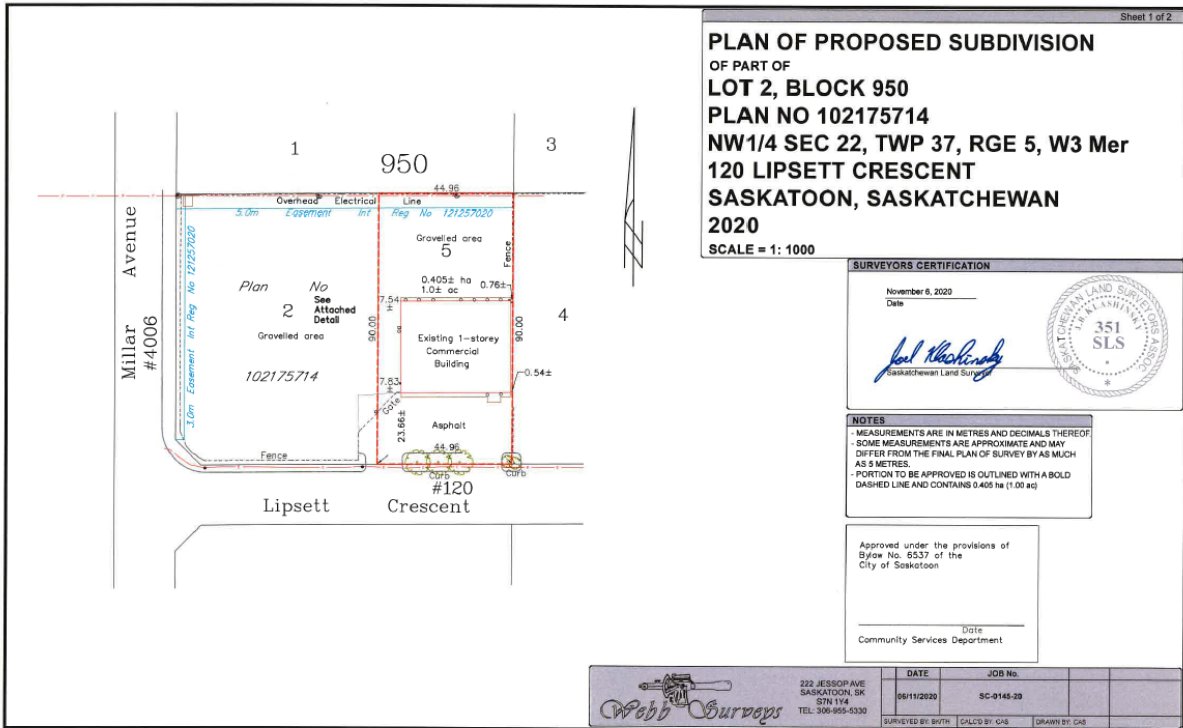 Sheet 1 of 2
PLAN OF PROPOSED SUBDIVISION
OF PART OF
LOT 2, BLOCK 950
PLAN NO 102175714
NW1/4 SEC 22, TWP 37, RGE 5, W3 Mer
120 LIPSETT CRESCENT
SASKATOON, SASKATCHEWAN
2020
SCALE = 1: 1000
1
950
3
44.96
Overhead Electrical Line
5.0m Easement Int Reg No 121257020
Millar Avenue
#4006
3.0m Easement Int Reg No 121257020
Gravelled area
5
Fence
0.405± ha
1.0± ac
0.76±
Plan No
2
See
Attached
Detail
Gravelled area
102175714
7.54
±
90.00
Existing 1-storey
Commercial
Building
90.00
4
7.83
±
0.54±
Gate
23.66±
Asphalt
44.96
Fence
Curb
Curb
#120
Lipsett Crescent
SURVEYORS CERTIFICATION
November 6, 2020
Date
Joel Klashinsky
Saskatchewan Land Surveyor
SASKATCHEWAN LAND SURVEYORS ASSOC.
J.B. KLASHINSKY
351
SLS
NOTES
- MEASUREMENTS ARE IN METRES AND DECIMALS THEREOF.
- SOME MEASUREMENTS ARE APPROXIMATE AND MAY
DIFFER FROM THE FINAL PLAN OF SURVEY BY AS MUCH
AS 5 METRES.
- PORTION TO BE APPROVED IS OUTLINED WITH A BOLD
DASHED LINE AND CONTAINS 0.405 ha (1.00 ac)
Approved under the provisions of
Bylaw No. 6537 of the
City of Saskatoon
Date
Community Services Department
Webb Surveys
222 JESSOP AVE
SASKATOON, SK
S7N 1Y4
TEL: 306-955-5330
DATE
JOB No.
06/11/2020
SC-0145-20
SURVEYED BY: BK/TH
CALC'D BY: CAS
DRAWN BY: CAS